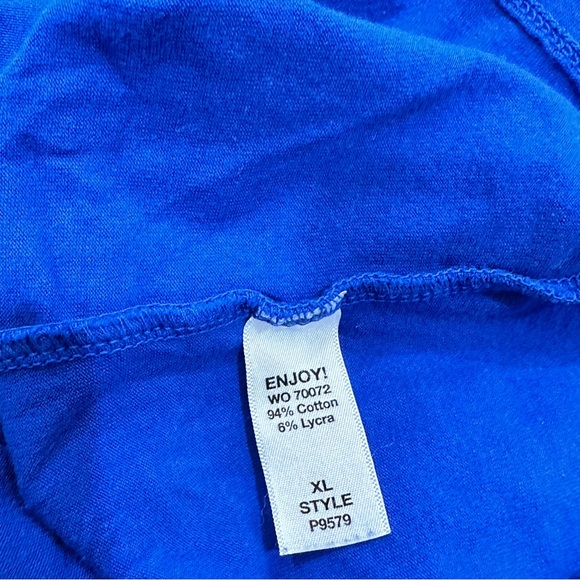 ENJOY!
WO 70072
94% Cotton
6% Lycra
XL
STYLE
P9579